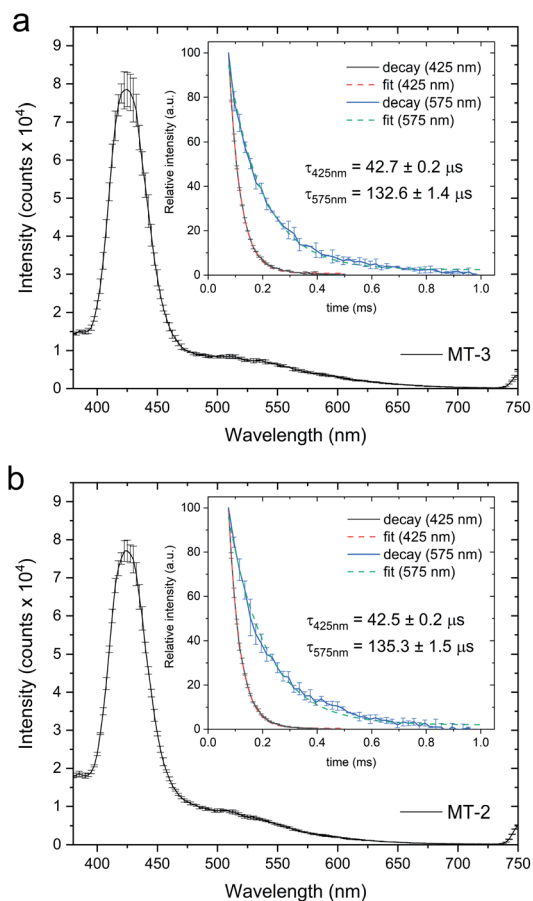 a
Intensity (counts x 10⁴)
9
8
7
6
5
4
3
2
1
0
400 450 500 550 600 650 700 750
Wavelength (nm)
MT-3
Relative intensity (a.u.)
100
80
60
40
20
0
0.0 0.2 0.4 0.6 0.8 1.0
time (ms)
decay (425 nm)
fit (425 nm)
decay (575 nm)
fit (575 nm)
τ425nm = 42.7 ± 0.2 μs
τ575nm = 132.6 ± 1.4 μs
b
Intensity (counts x 10⁴)
9
8
7
6
5
4
3
2
1
0
400 450 500 550 600 650 700 750
Wavelength (nm)
MT-2
Relative intensity (a.u.)
100
80
60
40
20
0
0.0 0.2 0.4 0.6 0.8 1.0
time (ms)
decay (425 nm)
fit (425 nm)
decay (575 nm)
fit (575 nm)
τ425nm = 42.5 ± 0.2 μs
τ575nm = 135.3 ± 1.5 μs